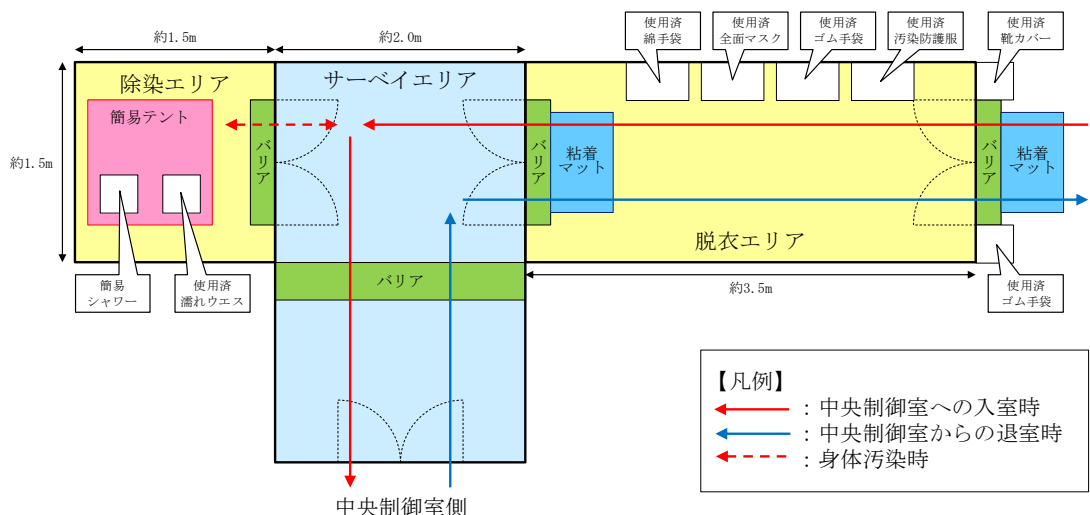 約1.5m
約2.0m
使用済
綿手袋
使用済
全面マスク
使用済
ゴム手袋
使用済
汚染防護服
使用済
靴カバー
除染エリア
サーベイエリア
簡易テント
約1.5m
バリア
バリア
粘着
マット
バリア
粘着
マット
脱衣エリア
簡易
シャワー
使用済
濡れウエス
バリア
約3.5m
使用済
ゴム手袋
【凡例】
：中央制御室への入室時
：中央制御室からの退室時
：身体汚染時
中央制御室側